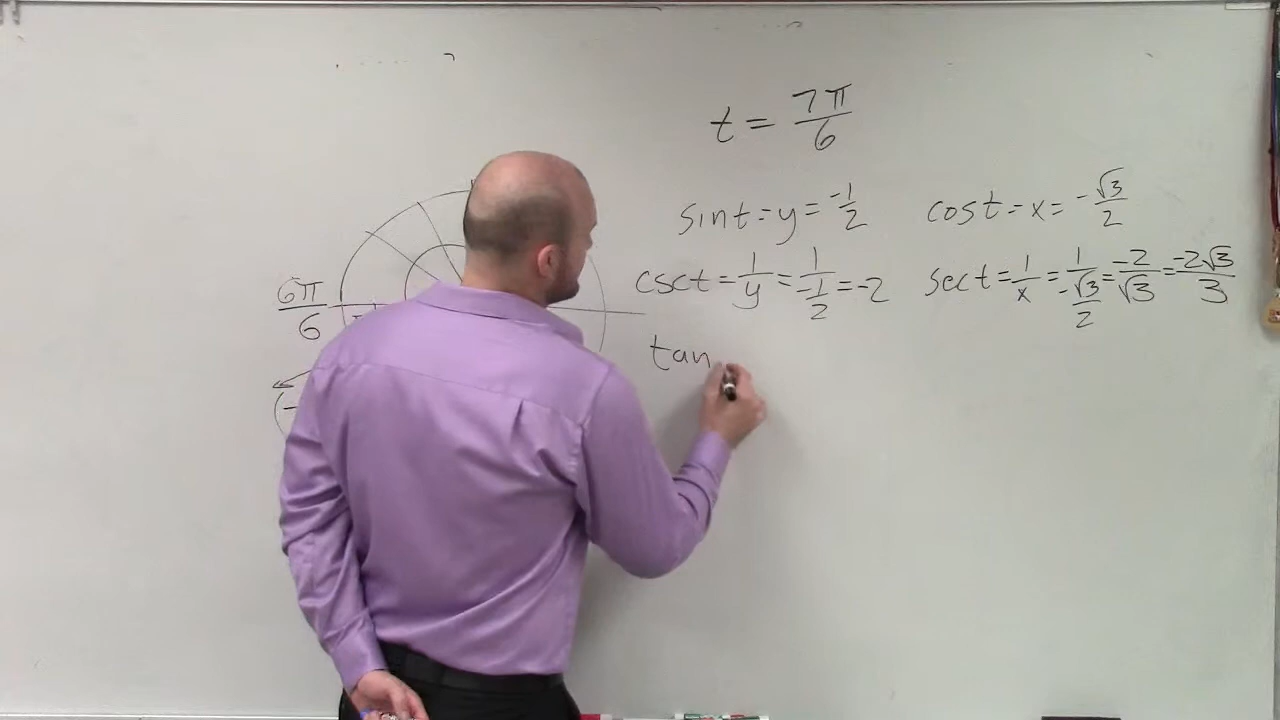 t = 7π/6
sin t = y = -1/2
cos t = x = -√3/2
csc t = 1/y = 1/(-1/2) = -2
sec t = 1/x = 1/(-√3/2) = -2/√3 = -2√3/3
6π/6
tan